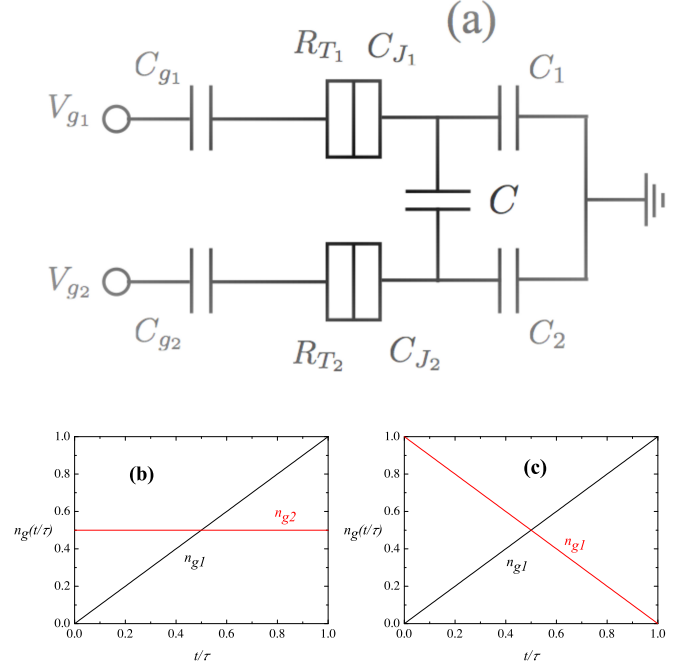 (a)
C_{g_1} R_{T_1} C_{J_1} C_1
V_{g_1}
C
V_{g_2}
C_{g_2} R_{T_2} C_{J_2} C_2
1.0
0.8
0.6
0.4
0.2
0.0
n_g(t/τ)
(b)
n_{g2}
n_{g1}
0.0 0.2 0.4 0.6 0.8 1.0
t/τ
1.0
0.8
0.6
0.4
0.2
0.0
n_g(t/τ)
(c)
n_{g1}
n_{g1}
0.0 0.2 0.4 0.6 0.8 1.0
t/τ